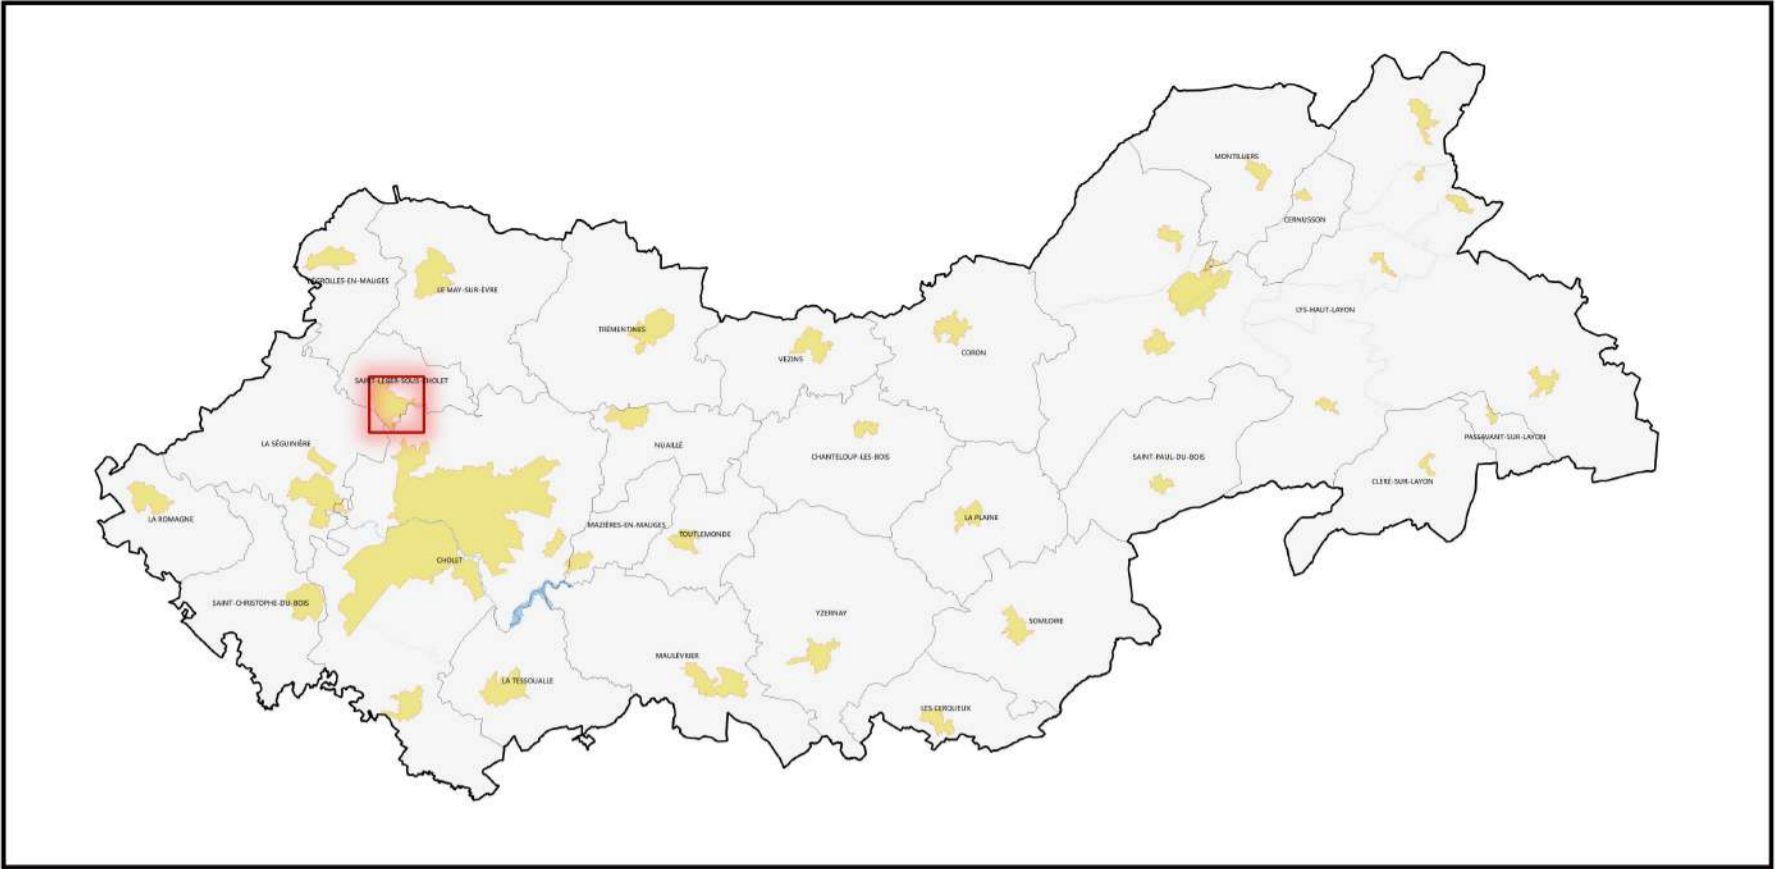 MONTILLIERS
CERNUSSON
BÉGROLLES-EN-MAUGES
LE MAY-SUR-ÈVRE
LYS-HAUT-LAYON
TRÉMENTINES
VEZINS
CORON
SAINT-LÉGER-SOUS-CHOLET
LA SÉGUINIÈRE
NUAILLÉ
CHANTELOUP-LES-BOIS
SAINT-PAUL-DU-BOIS
PASSAVANT-SUR-LAYON
CLÉRÉ-SUR-LAYON
LA ROMAGNE
LA PLAINE
MAZIÈRES-EN-MAUGES
TOUTLEMONDE
CHOLET
SAINT-CHRISTOPHE-DU-BOIS
YZERNAY
SOMLOIRE
MAULÉVRIER
LA TESSOUALLE
LES CERQUEUX